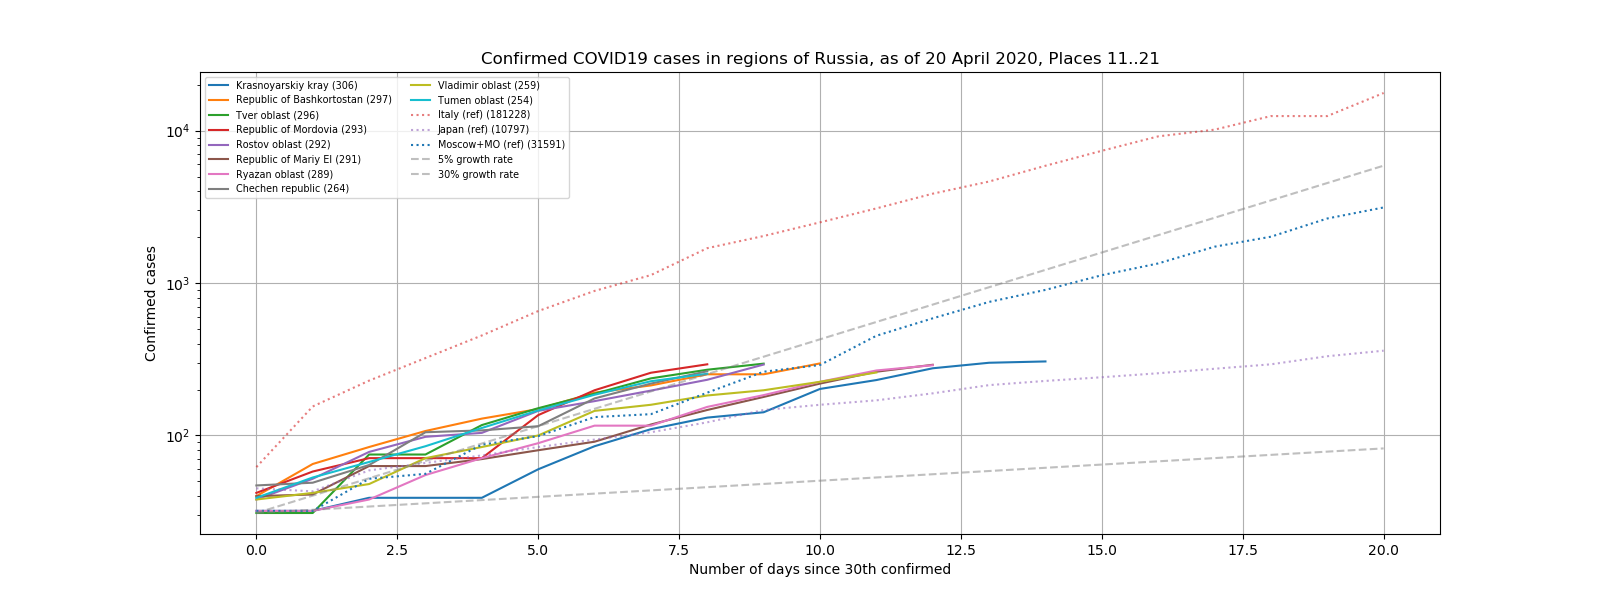 Confirmed COVID19 cases in regions of Russia, as of 20 April 2020, Places 11..21
Krasnoyarskiy kray (306)
Republic of Bashkortostan (297)
Tver oblast (296)
Republic of Mordovia (293)
Rostov oblast (292)
Republic of Mariy El (291)
Ryazan oblast (289)
Chechen republic (264)
Vladimir oblast (259)
Tumen oblast (254)
Italy (ref) (181228)
Japan (ref) (10797)
Moscow+MO (ref) (31591)
5% growth rate
30% growth rate
Confirmed cases
10⁴
10³
10²
0.0 2.5 5.0 7.5 10.0 12.5 15.0 17.5 20.0
Number of days since 30th confirmed